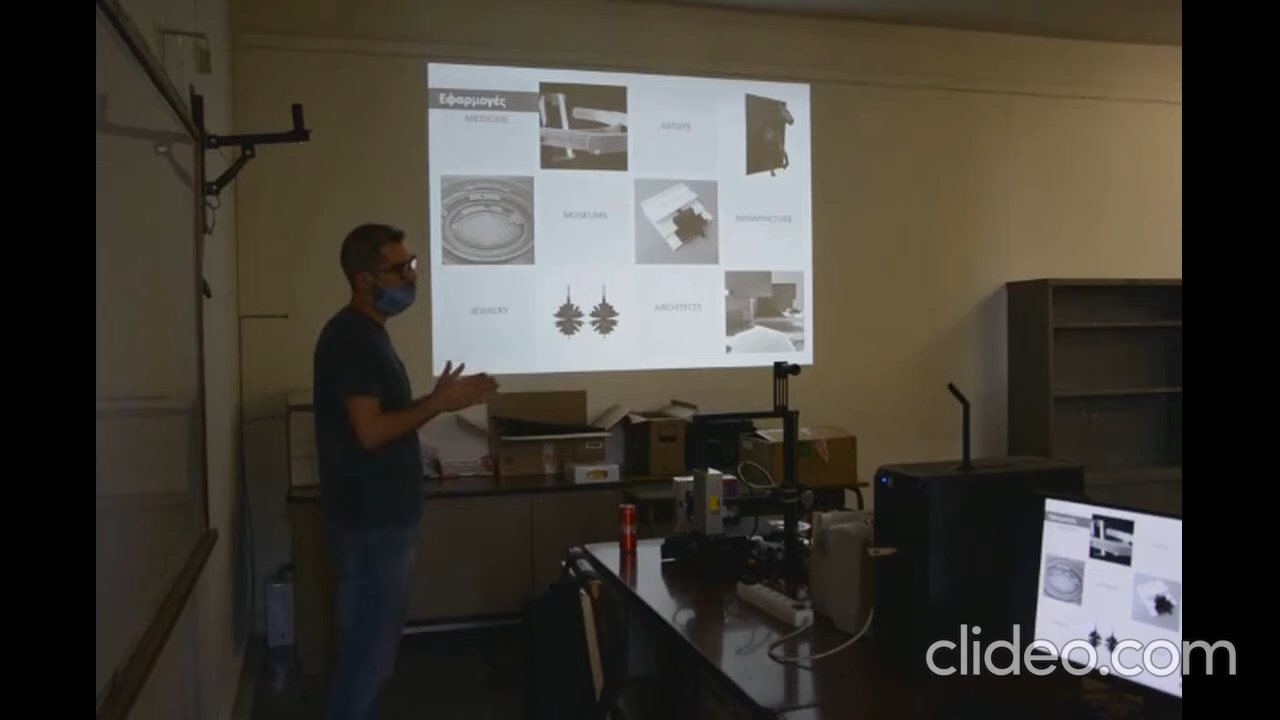 Εφαρμογές
MEDICINE
ARTISTS
MUSEUMS
MANUFACTURE
JEWELRY
ARCHITECTS
clideo.com